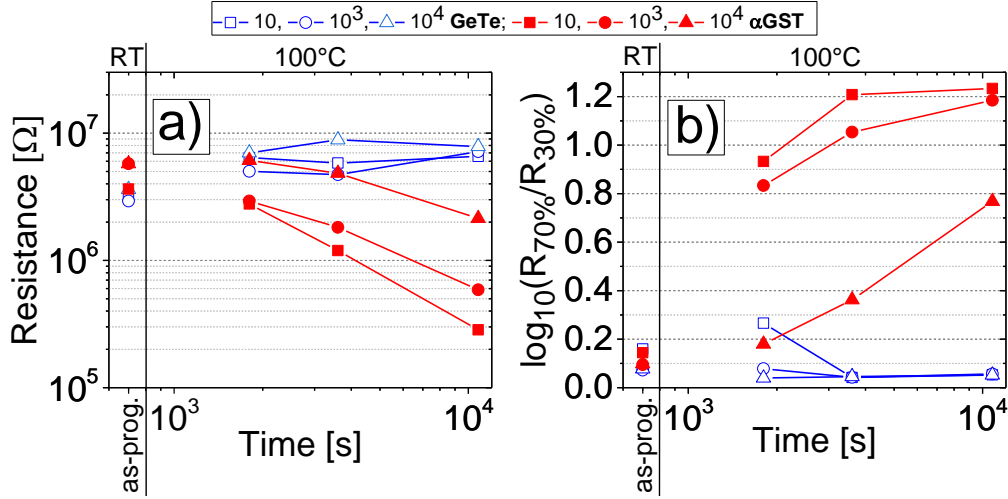 10, 10³, 10⁴ GeTe; 10, 10³, 10⁴ αGST
RT 100°C
a)
Resistance [Ω]
10⁷
10⁶
10⁵
as-prog.
10³ 10⁴
Time [s]
RT 100°C
b)
log₁₀(R₇₀%/R₃₀%)
1.2
1.0
0.8
0.6
0.4
0.2
0.0
as-prog.
10³ 10⁴
Time [s]